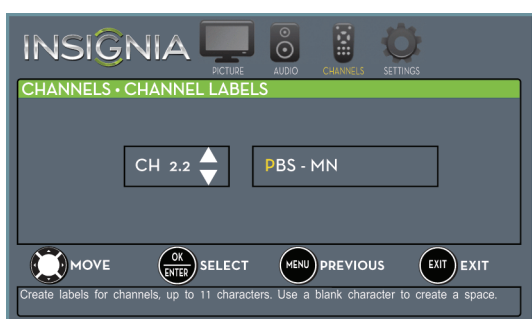 INSIGNIA
PICTURE AUDIO CHANNELS SETTINGS
CHANNELS • CHANNEL LABELS
CH 2.2 PBS - MN
MOVE OK ENTER SELECT MENU PREVIOUS EXIT EXIT
Create labels for channels, up to 11 characters. Use a blank character to create a space.